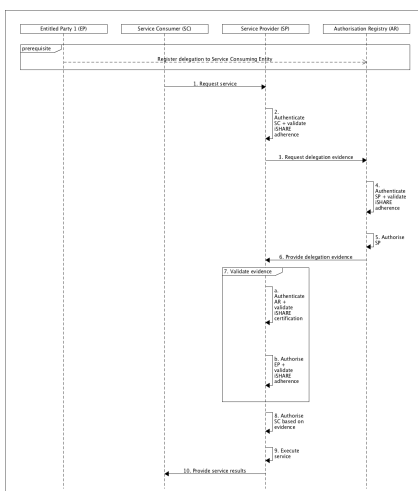 Entitled Party 1 (EP)
Service Consumer (SC)
Service Provider (SP)
Authorisation Registry (AR)
prerequisite
Register delegation to Service Consuming Entity
1. Request service
2.
Authenticate
SC + validate
iSHARE
adherence
3. Request delegation evidence
4.
Authenticate
SP + validate
iSHARE
adherence
5. Authorise
SP
6. Provide delegation evidence
7. Validate evidence
a.
Authenticate
AR +
validate
iSHARE
certification
b. Authorise
EP +
validate
iSHARE
adherence
8. Authorise
SC based on
evidence
9. Execute
service
10. Provide service results